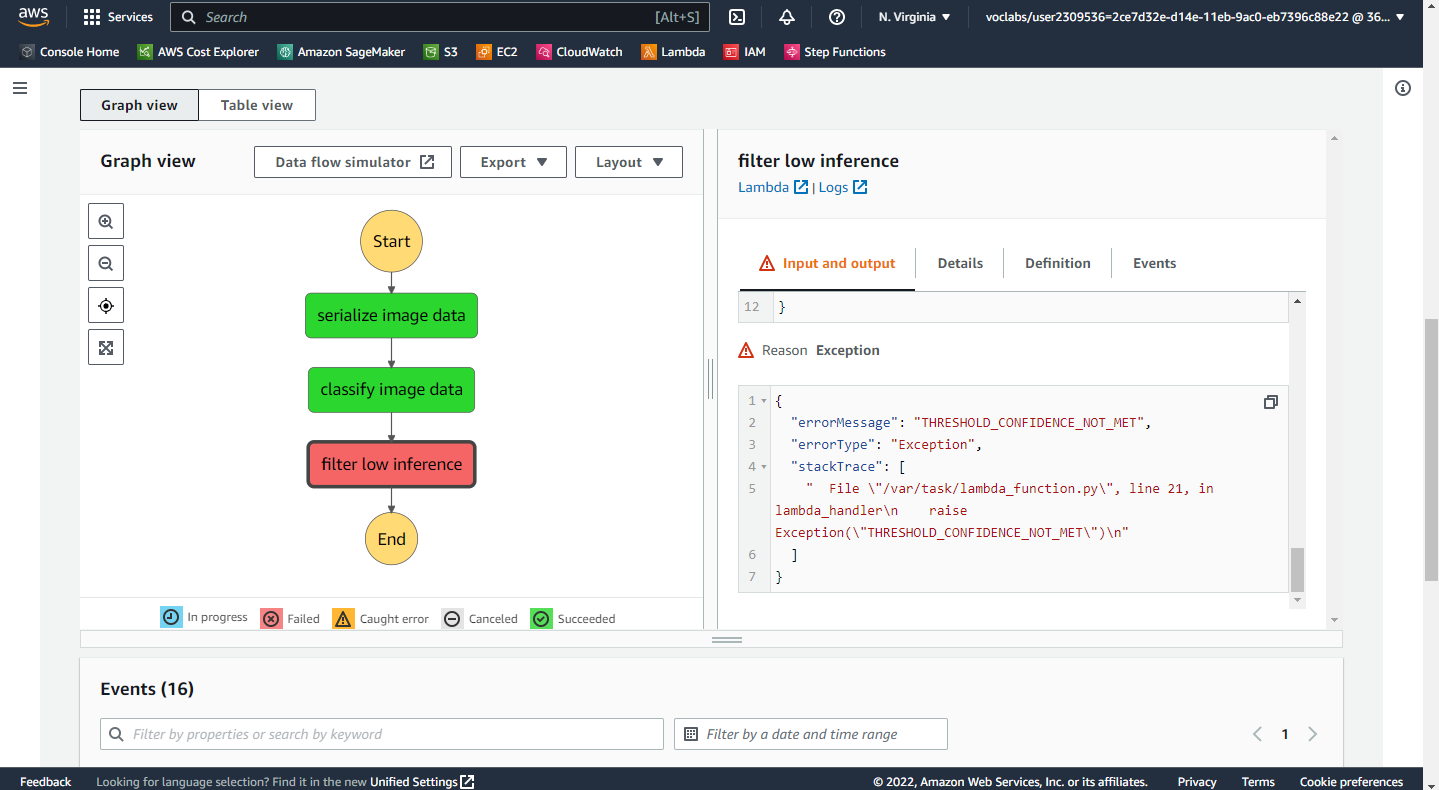 aws
Services
Search
[Alt+S]
N. Virginia
voclabs/user2309536=2ce7d32e-d14e-11eb-9ac0-eb7396c88e22 @ 36...
Console Home
AWS Cost Explorer
Amazon SageMaker
S3
EC2
CloudWatch
Lambda
IAM
Step Functions
Graph view
Table view
Graph view
Data flow simulator
Export
Layout
Start
serialize image data
classify image data
filter low inference
End
In progress
Failed
Caught error
Canceled
Succeeded
filter low inference
Lambda | Logs
Input and output
Details
Definition
Events
12 }
Reason Exception
1 {
2 "errorMessage": "THRESHOLD_CONFIDENCE_NOT_MET",
3 "errorType": "Exception",
4 "stackTrace": [
5 "  File \"/var/task/lambda_function.py\", line 21, in
lambda_handler\n    raise
Exception(\"THRESHOLD_CONFIDENCE_NOT_MET\")\n"
6 ]
7 }
Events (16)
Filter by properties or search by keyword
Filter by a date and time range
1
Feedback
Looking for language selection? Find it in the new Unified Settings
© 2022, Amazon Web Services, Inc. or its affiliates.
Privacy
Terms
Cookie preferences